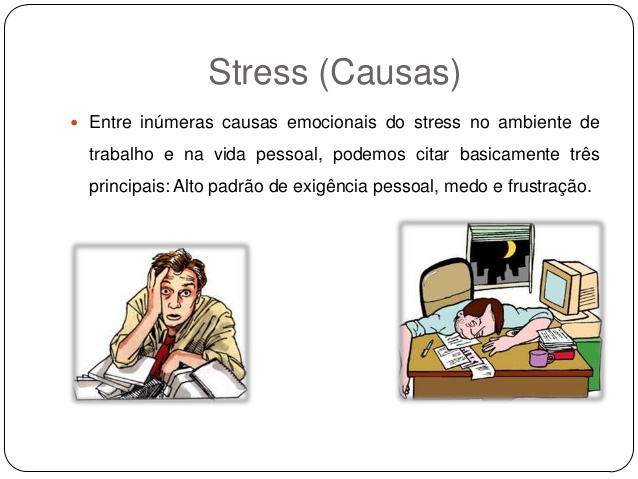 Stress (Causas)
Entre inúmeras causas emocionais do stress no ambiente de
trabalho e na vida pessoal, podemos citar basicamente três
principais: Alto padrão de exigência pessoal, medo e frustração.